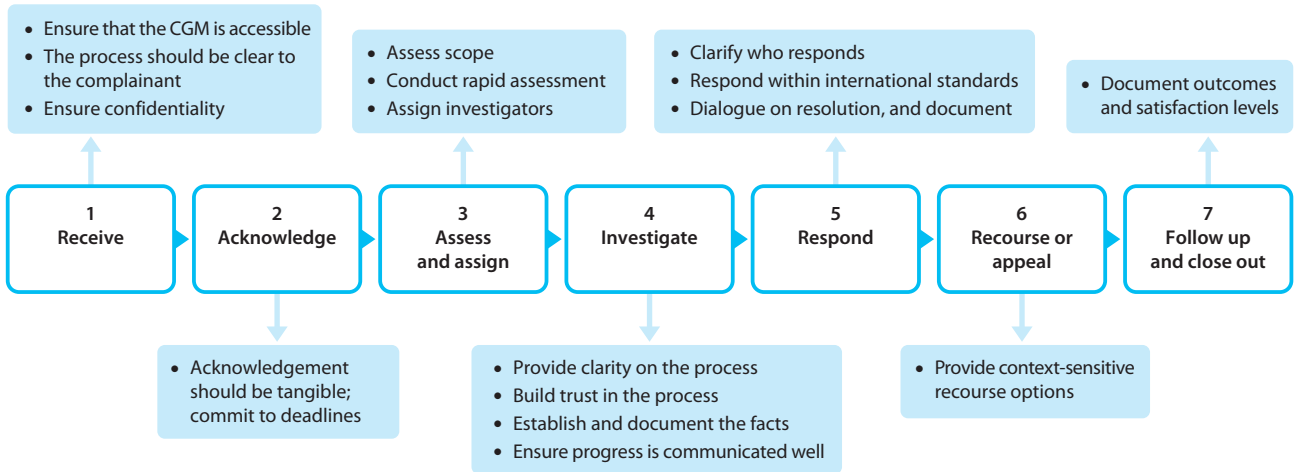 • Ensure that the CGM is accessible
• The process should be clear to
the complainant
• Ensure confidentiality
• Assess scope
• Conduct rapid assessment
• Assign investigators
• Clarify who responds
• Respond within international standards
• Dialogue on resolution, and document
• Document outcomes
and satisfaction levels
1
Receive
2
Acknowledge
3
Assess
and assign
4
Investigate
5
Respond
6
Recourse or
appeal
7
Follow up
and close out
• Acknowledgement
should be tangible;
commit to deadlines
• Provide clarity on the process
• Build trust in the process
• Establish and document the facts
• Ensure progress is communicated well
• Provide context-sensitive
recourse options